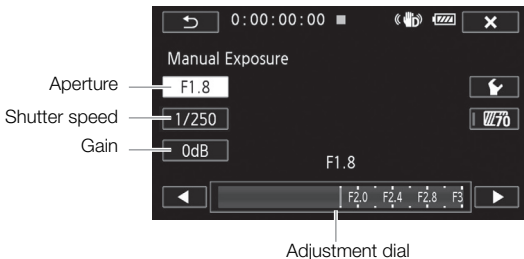 0:00:00:00
Manual Exposure
Aperture
F1.8
Shutter speed
1/250
70
Gain
0dB
F1.8
F2.0 F2.4 F2.8 F3
Adjustment dial